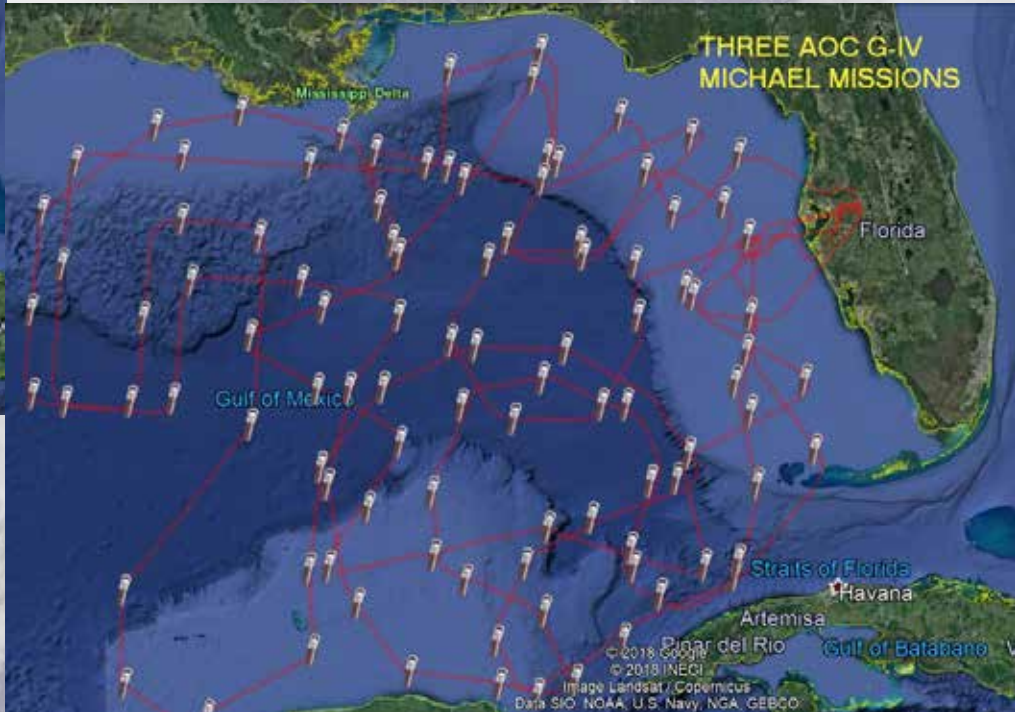 THREE AOC G-IV
MICHAEL MISSIONS
Mississippi Delta
Florida
Gulf of Mexico
Straits of Florida
Havana
Artemisa
Pinar del Rio
Gulf of Batabano
V
© 2018 Google
© 2018 INEGI
Image Landsat / Copernicus
Data SIO, NOAA, U.S. Navy, NGA, GEBCO